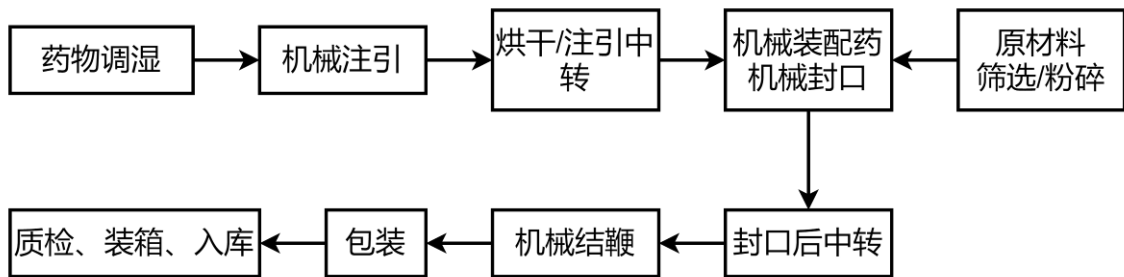 药物调湿
机械注引
烘干/注引中
转
机械装配药
机械封口
原材料
筛选/粉碎
质检、装箱、入库
包装
机械结鞭
封口后中转